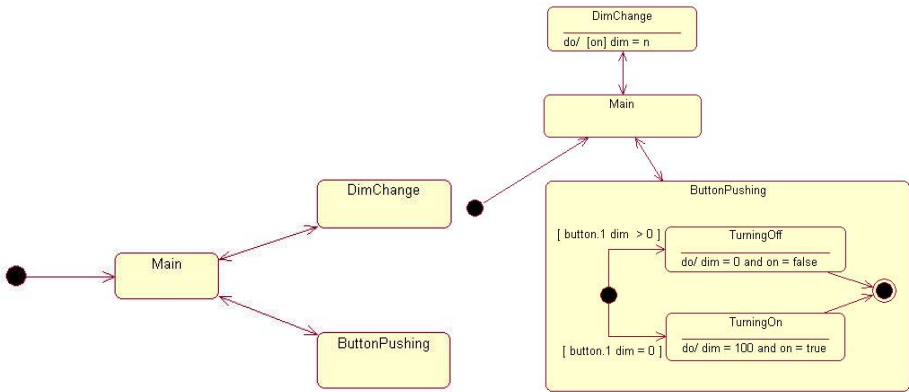 DimChange
Main
ButtonPushing
DimChange
do/ [on] dim = n
Main
ButtonPushing
[ button.1 dim > 0 ]
TurningOff
do/ dim = 0 and on = false
TurningOn
[ button.1 dim = 0 ]
do/ dim = 100 and on = true